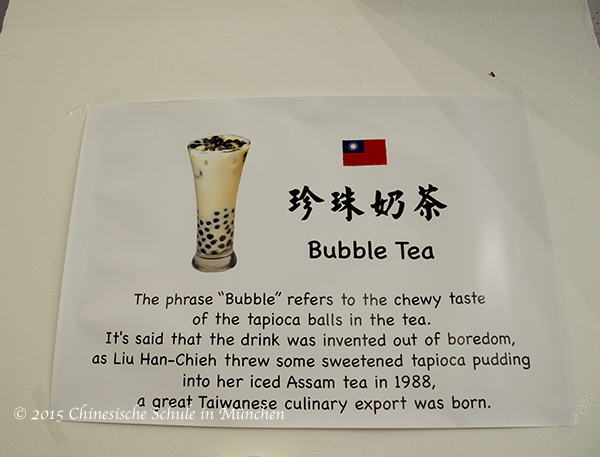 珍珠奶茶
Bubble Tea
The phrase “Bubble” refers to the chewy taste
of the tapioca balls in the tea.
It's said that the drink was invented out of boredom,
as Liu Han-Chieh threw some sweetened tapioca pudding
into her iced Assam tea in 1988,
a great Taiwanese culinary export was born.
© 2015 Chinesische Schule in München